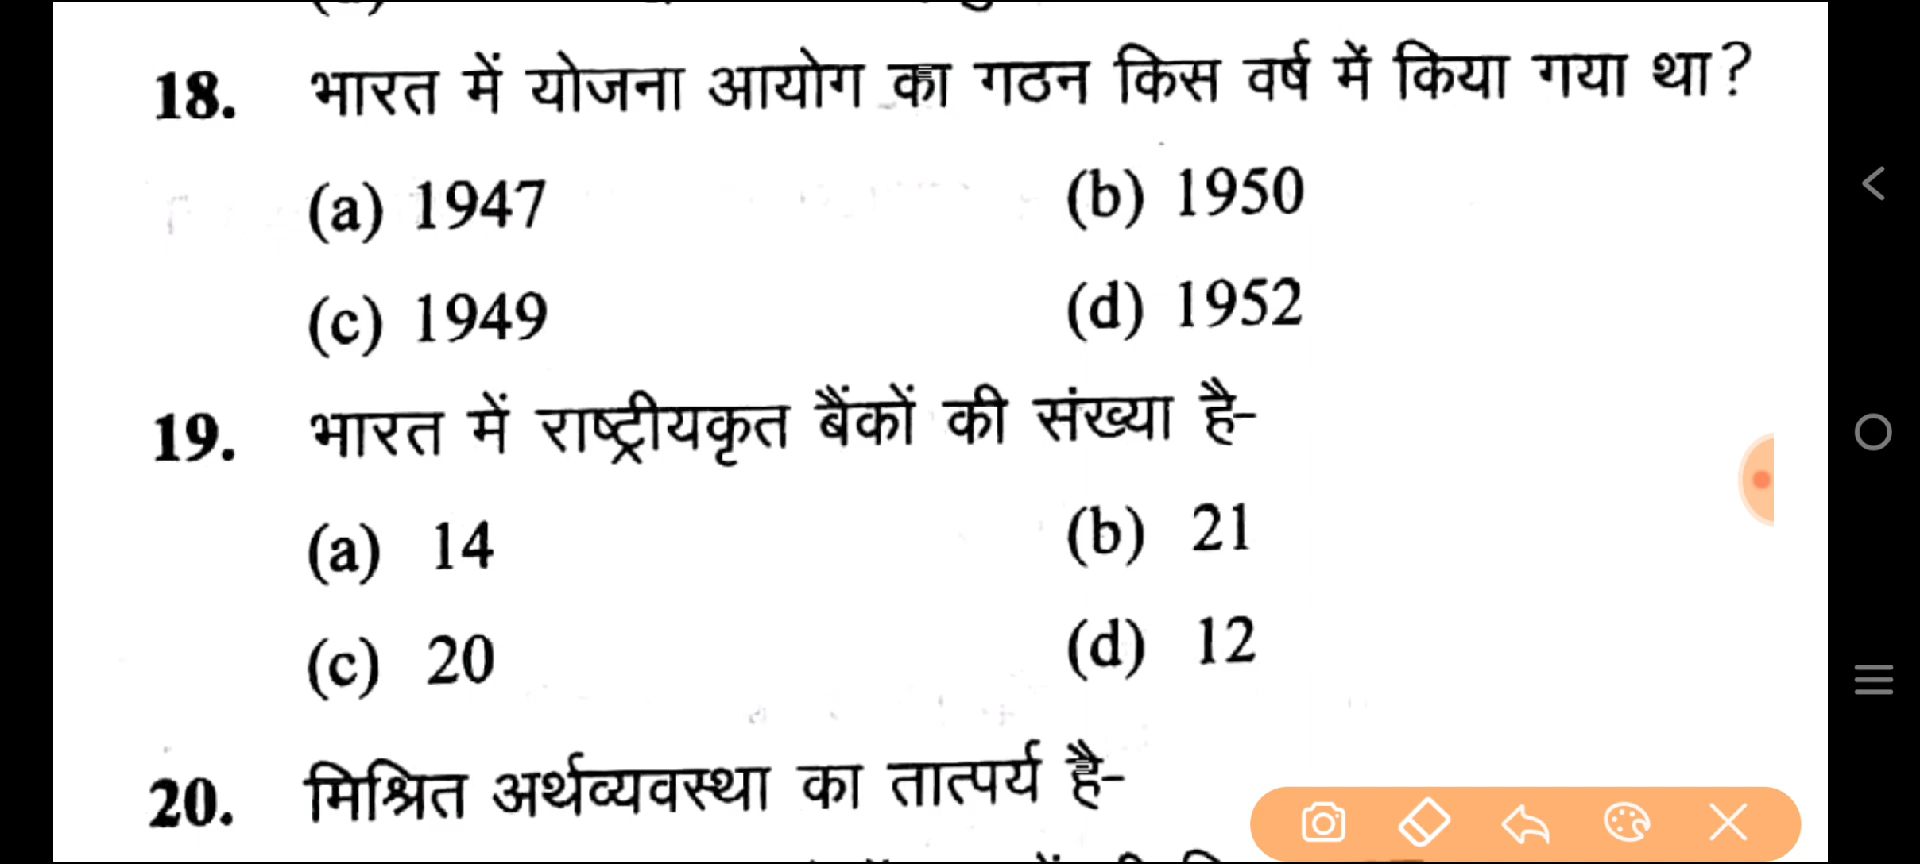 18. भारत में योजना आयोग का गठन किस वर्ष में किया गया था?
(a) 1947 (b) 1950
(c) 1949 (d) 1952
19. भारत में राष्ट्रीयकृत बैंकों की संख्या है-
(a) 14 (b) 21
(c) 20 (d) 12
20. मिश्रित अर्थव्यवस्था का तात्पर्य है-